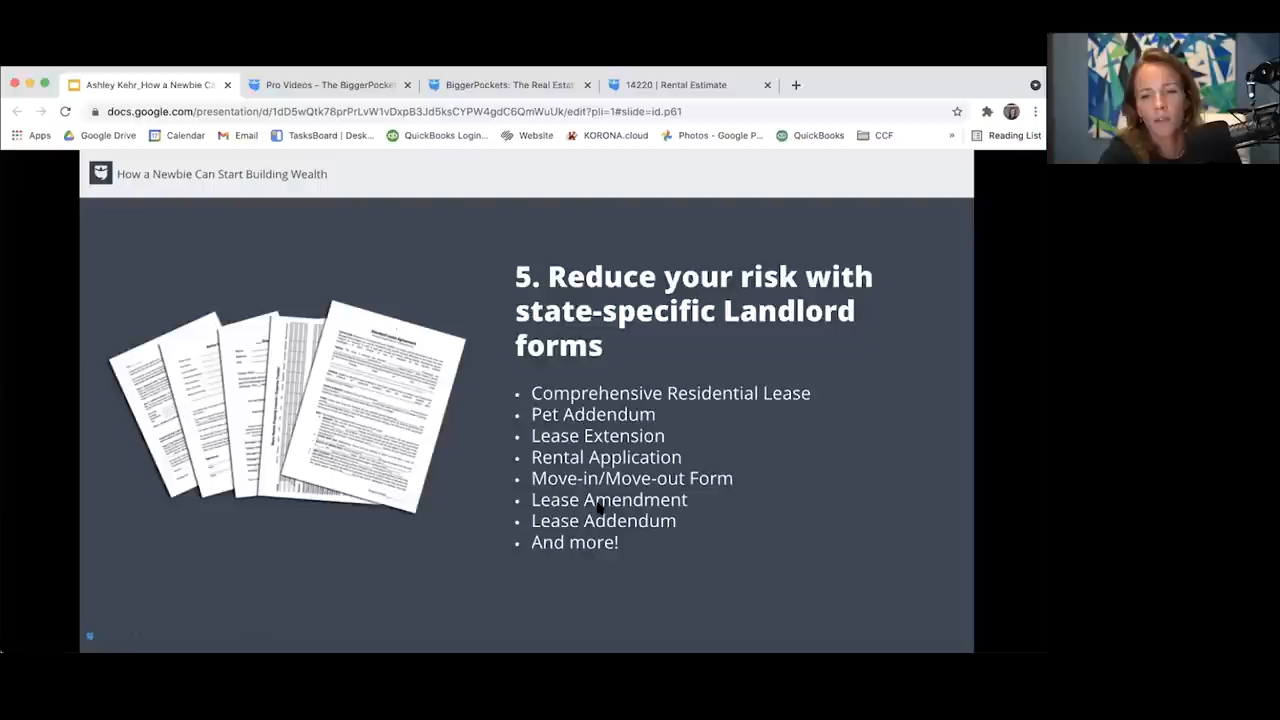 Ashley Kehr_How a Newbie Ca
Pro Videos - The BiggerPocket
BiggerPockets: The Real Estat
14220 | Rental Estimate
docs.google.com/presentation/d/1dD5wQtk78prPrLvW1vDxpB3Jd5ksCYPW4gdC6QmWuUk/edit?pli=1#slide=id.p61
Apps
Google Drive
Calendar
Email
TasksBoard | Desk...
QuickBooks Login...
Website
KORONA.cloud
Photos - Google P...
QuickBooks
CCF
»
Reading List
How a Newbie Can Start Building Wealth
5. Reduce your risk with
state-specific Landlord
forms
• Comprehensive Residential Lease
• Pet Addendum
• Lease Extension
• Rental Application
• Move-in/Move-out Form
• Lease Amendment
• Lease Addendum
• And more!